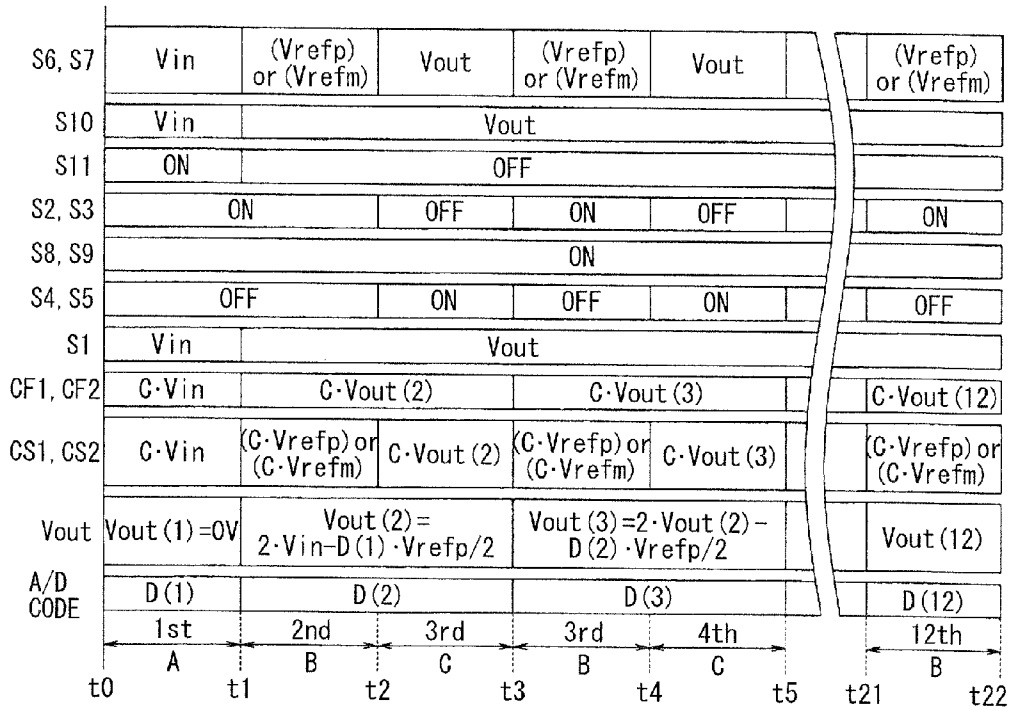 S6, S7 Vin (Vrefp) or (Vrefm) Vout (Vrefp) or (Vrefm) Vout (Vrefp) or (Vrefm)
S10 Vin Vout
S11 ON OFF
S2, S3 ON OFF ON OFF ON
S8, S9 ON
S4, S5 OFF ON OFF ON OFF
S1 Vin Vout
CF1, CF2 C·Vin C·Vout(2) C·Vout(3) C·Vout(12)
CS1, CS2 C·Vin (C·Vrefp) or (C·Vrefm) C·Vout(2) (C·Vrefp) or (C·Vrefm) C·Vout(3) (C·Vrefp) or (C·Vrefm)
Vout Vout(1)=0V Vout(2)= 2·Vin-D(1)·Vrefp/2 Vout(3)=2·Vout(2)- D(2)·Vrefp/2 Vout(12)
A/D CODE D(1) D(2) D(3) D(12)
1st 2nd 3rd 3rd 4th 12th
A B C B C B
t0 t1 t2 t3 t4 t5 t21 t22